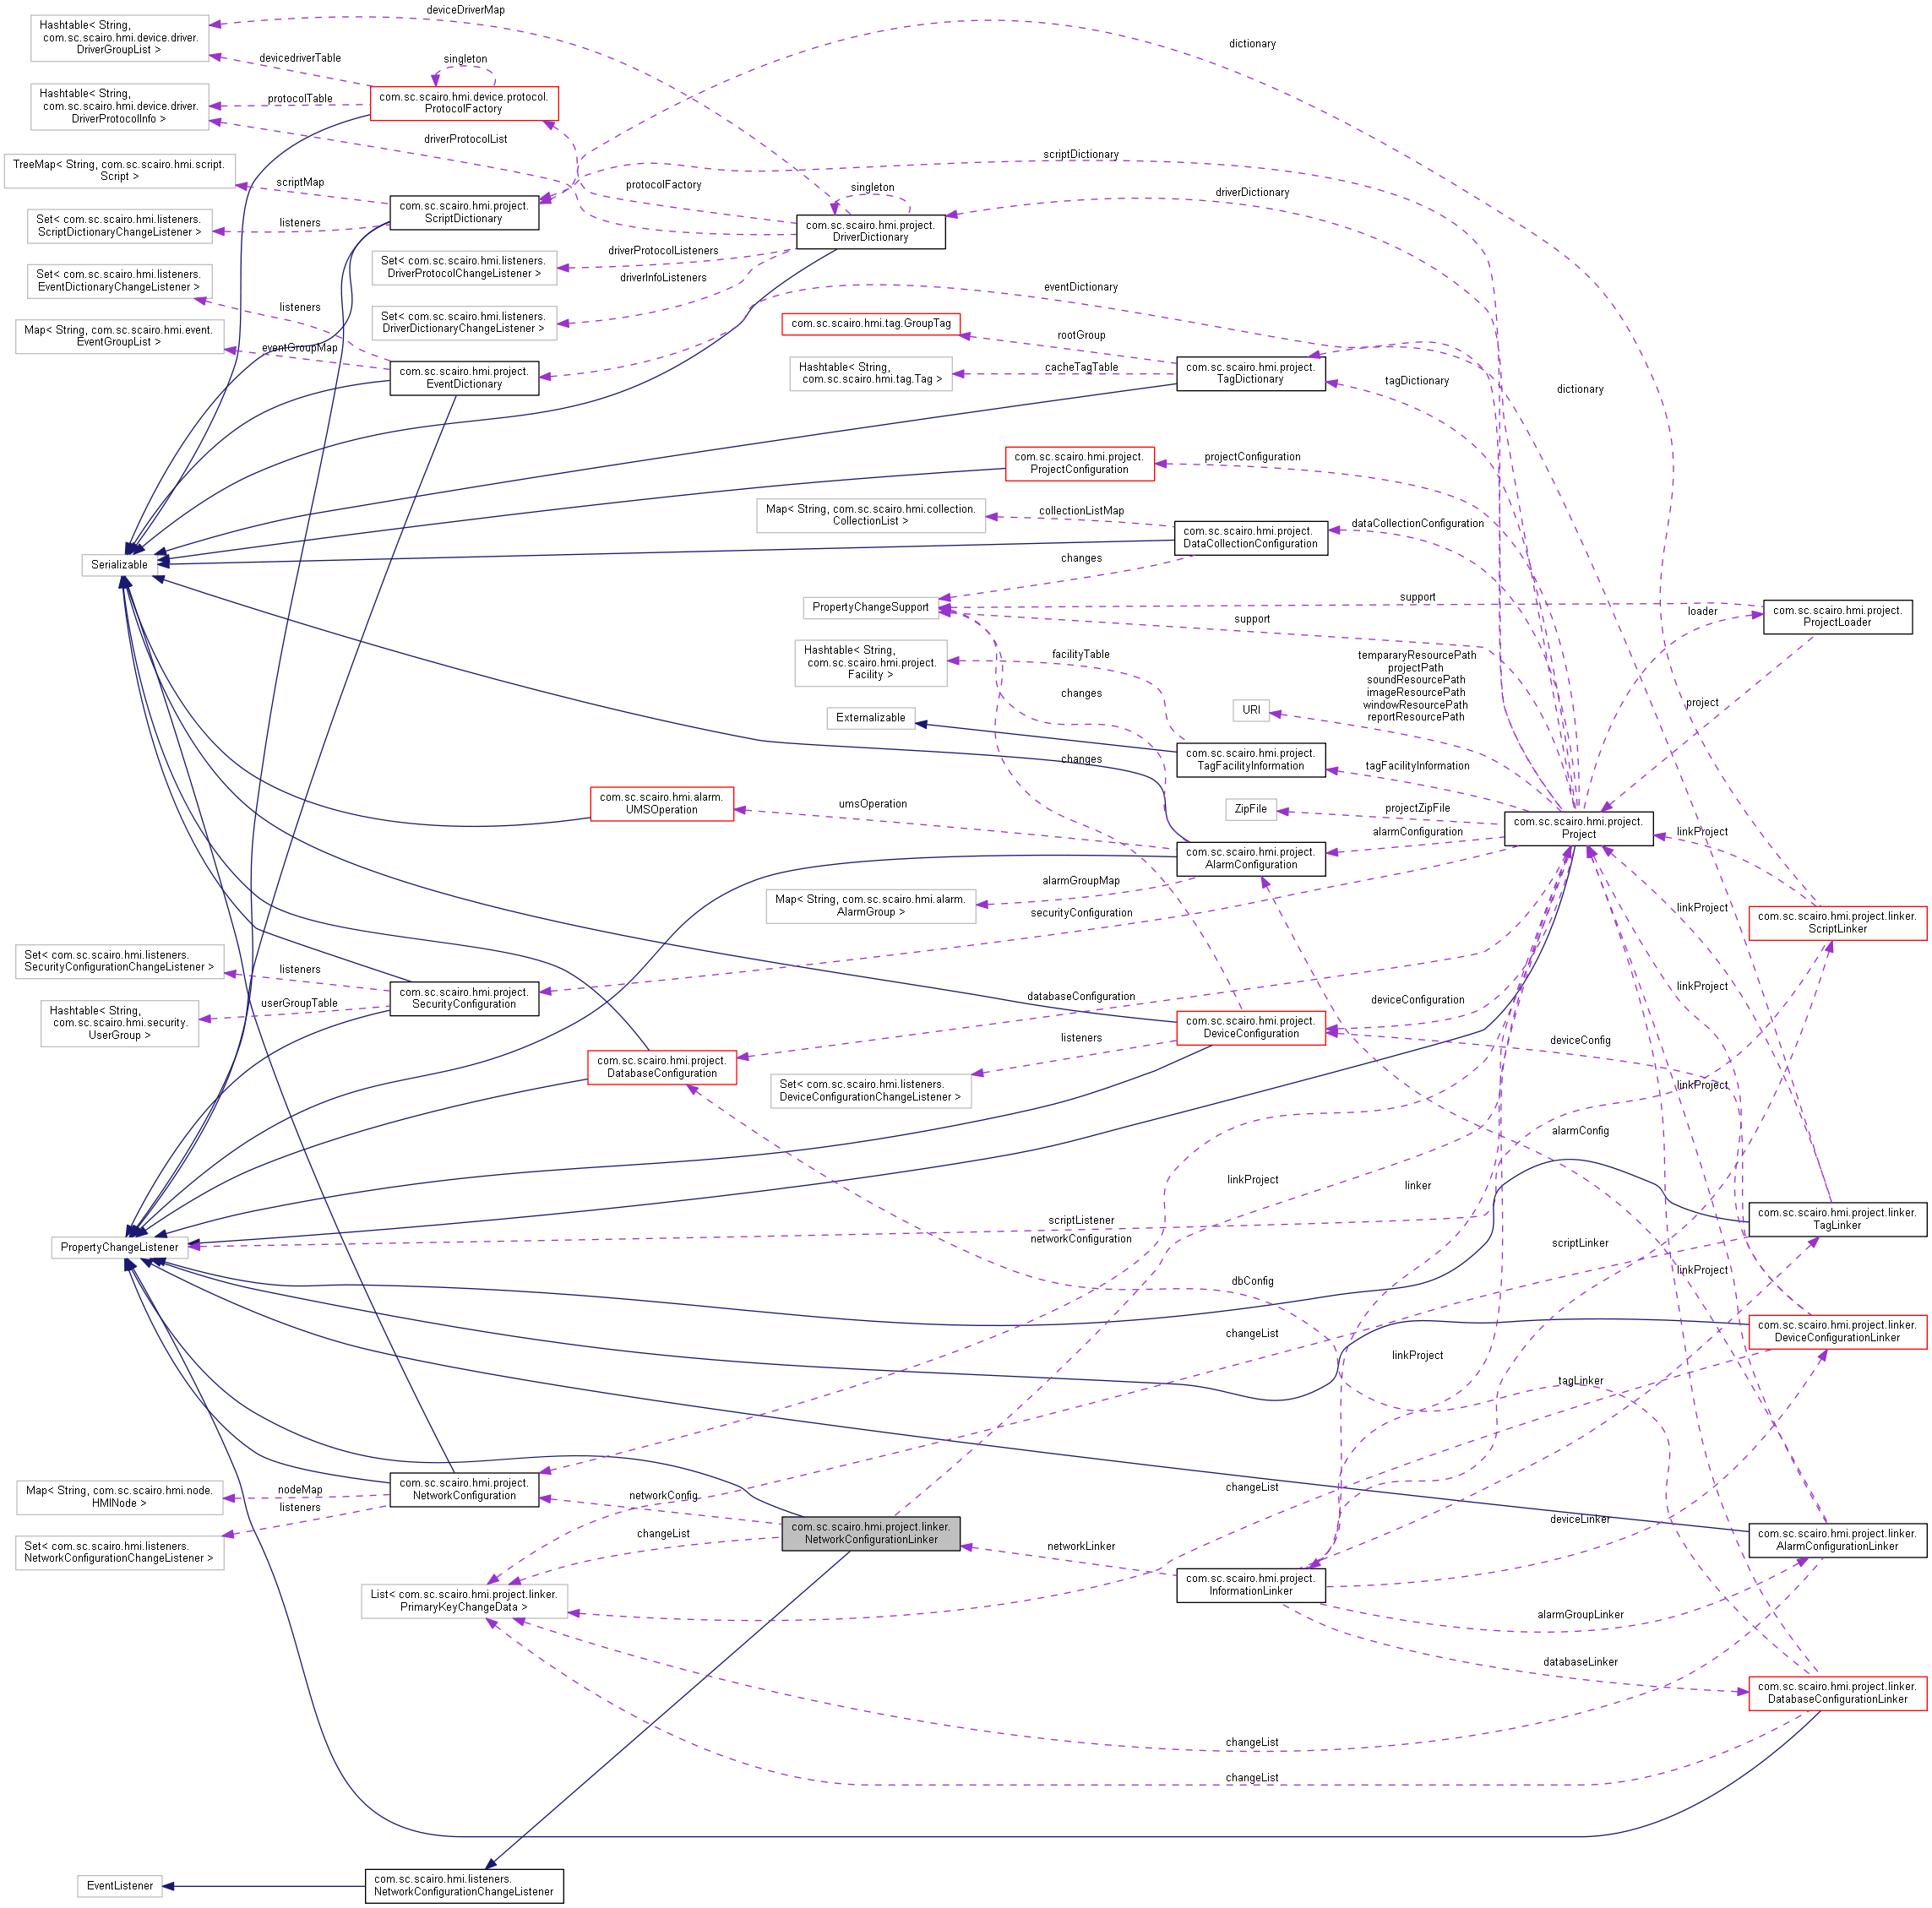 deviceDriverMap
Hashtable< String,
com.sc.scairo.hmi.device.driver.
DriverGroupList >
dictionary
devicedriverTable
singleton
Hashtable< String,
com.sc.scairo.hmi.device.driver.
DriverProtocolInfo >
protocolTable
com.sc.scairo.hmi.device.protocol.
ProtocolFactory
driverProtocolList
TreeMap< String, com.sc.scairo.hmi.script.
Script >
scriptMap
scriptDictionary
protocolFactory
singleton
driverDictionary
com.sc.scairo.hmi.project.
ScriptDictionary
Set< com.sc.scairo.hmi.listeners.
ScriptDictionaryChangeListener >
listeners
com.sc.scairo.hmi.project.
DriverDictionary
Set< com.sc.scairo.hmi.listeners.
DriverProtocolChangeListener >
driverProtocolListeners
driverInfoListeners
Set< com.sc.scairo.hmi.listeners.
EventDictionaryChangeListener >
listeners
Set< com.sc.scairo.hmi.listeners.
DriverDictionaryChangeListener >
eventDictionary
Map< String, com.sc.scairo.hmi.event.
EventGroupList >
eventGroupMap
com.sc.scairo.hmi.tag.GroupTag
rootGroup
com.sc.scairo.hmi.project.
EventDictionary
Hashtable< String,
com.sc.scairo.hmi.tag.Tag >
cacheTagTable
com.sc.scairo.hmi.project.
TagDictionary
tagDictionary
dictionary
com.sc.scairo.hmi.project.
ProjectConfiguration
projectConfiguration
Map< String, com.sc.scairo.hmi.collection.
CollectionList >
collectionListMap
com.sc.scairo.hmi.project.
DataCollectionConfiguration
dataCollectionConfiguration
Serializable
changes
PropertyChangeSupport
support
support
loader
com.sc.scairo.hmi.project.
ProjectLoader
Hashtable< String,
com.sc.scairo.hmi.project.
Facility >
facilityTable
tempararyResourcePath
projectPath
soundResourcePath
imageResourcePath
windowResourcePath
reportResourcePath
changes
URI
project
Externalizable
com.sc.scairo.hmi.project.
TagFacilityInformation
changes
tagFacilityInformation
com.sc.scairo.hmi.alarm.
UMSOperation
umsOperation
ZipFile
projectZipFile
com.sc.scairo.hmi.project.
Project
linkProject
alarmConfiguration
com.sc.scairo.hmi.project.
AlarmConfiguration
Map< String, com.sc.scairo.hmi.alarm.
AlarmGroup >
alarmGroupMap
securityConfiguration
linkProject
com.sc.scairo.hmi.project.linker.
ScriptLinker
Set< com.sc.scairo.hmi.listeners.
SecurityConfigurationChangeListener >
listeners
com.sc.scairo.hmi.project.
SecurityConfiguration
Hashtable< String,
com.sc.scairo.hmi.security.
UserGroup >
userGroupTable
databaseConfiguration
deviceConfiguration
linkProject
com.sc.scairo.hmi.project.
DeviceConfiguration
listeners
deviceConfig
com.sc.scairo.hmi.project.
DatabaseConfiguration
Set< com.sc.scairo.hmi.listeners.
DeviceConfigurationChangeListener >
linkProject
alarmConfig
linkProject
linker
com.sc.scairo.hmi.project.linker.
TagLinker
scriptListener
networkConfiguration
PropertyChangeListener
scriptLinker
linkProject
dbConfig
com.sc.scairo.hmi.project.linker.
DeviceConfigurationLinker
changeList
linkProject
tagLinker
com.sc.scairo.hmi.project.
NetworkConfiguration
Map< String, com.sc.scairo.hmi.node.
HMINode >
nodeMap
listeners
networkConfig
changeList
com.sc.scairo.hmi.project.linker.
NetworkConfigurationLinker
changeList
deviceLinker
networkLinker
com.sc.scairo.hmi.project.linker.
AlarmConfigurationLinker
Set< com.sc.scairo.hmi.listeners.
NetworkConfigurationChangeListener >
com.sc.scairo.hmi.project.
InformationLinker
List< com.sc.scairo.hmi.project.linker.
PrimaryKeyChangeData >
alarmGroupLinker
databaseLinker
com.sc.scairo.hmi.project.linker.
DatabaseConfigurationLinker
changeList
changeList
EventListener
com.sc.scairo.hmi.listeners.
NetworkConfigurationChangeListener